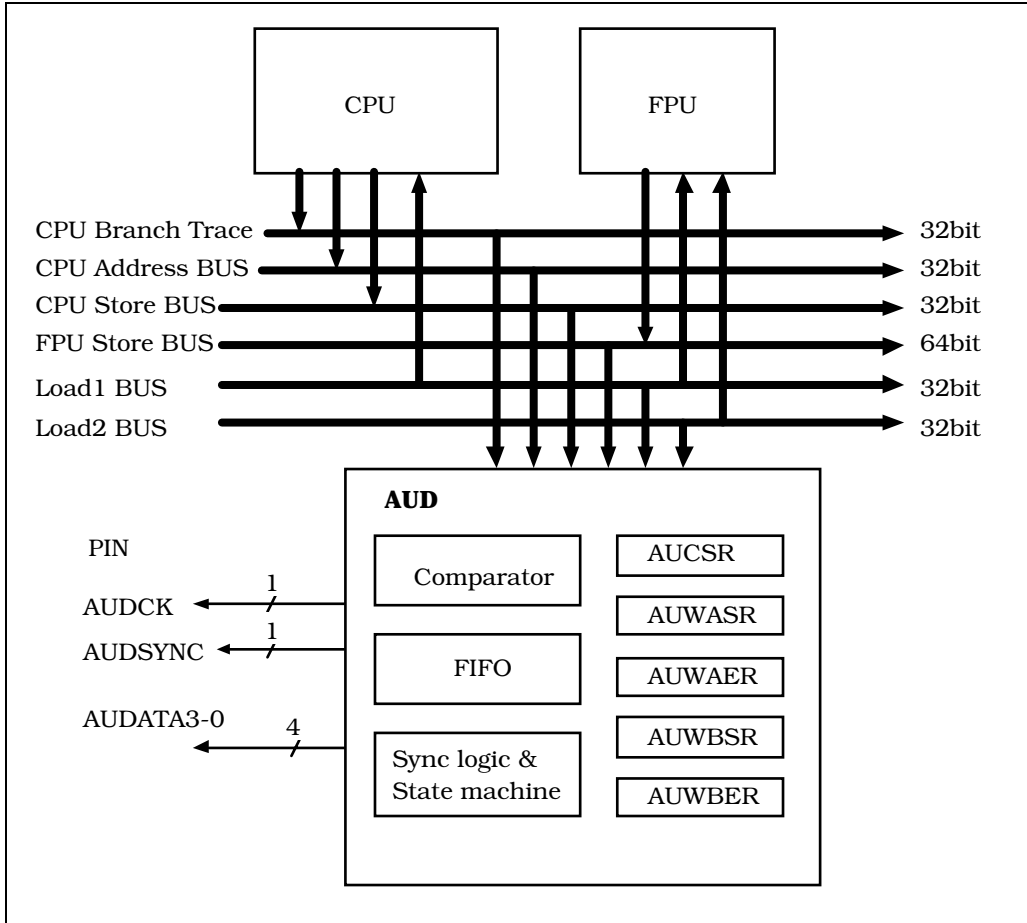 CPU
FPU
CPU Branch Trace
32bit
CPU Address BUS
32bit
CPU Store BUS
32bit
FPU Store BUS
64bit
Load1 BUS
32bit
Load2 BUS
32bit
AUD
PIN
AUDCK
1
AUDSYNC
1
AUDATA3-0
4
Comparator
FIFO
Sync logic &
State machine
AUCSR
AUWASR
AUWAER
AUWBSR
AUWBER